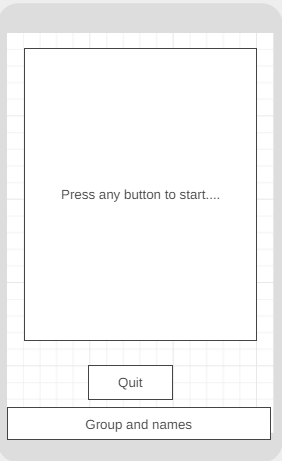 Press any button to start....
Quit
Group and names